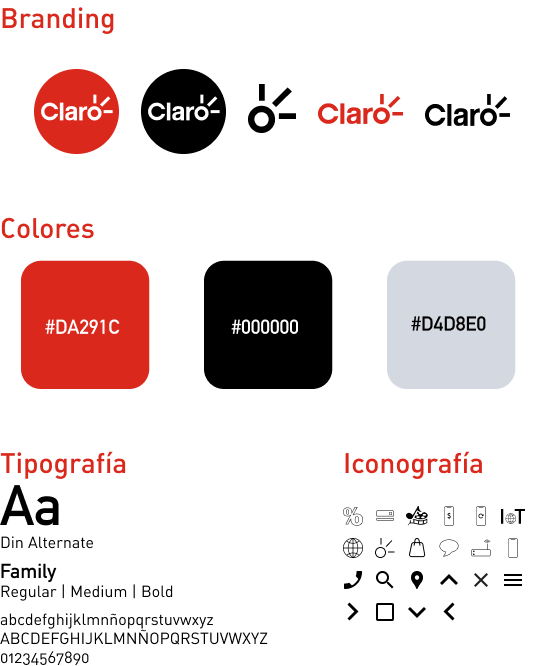 Branding
Claro Claro Claro Claro
Colores
#DA291C #000000 #D4D8E0
Tipografía
Aa
Din Alternate
Family
Regular | Medium | Bold
abcdefghijklmnñopqrstuvwxyz
ABCDEFGHIJKLMNÑOPQRSTUVWXYZ
01234567890
Iconografía
% $ IoT